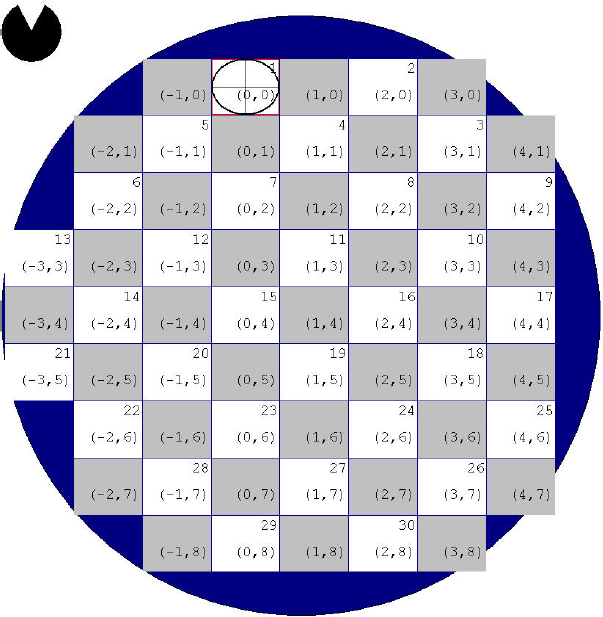 1 2
(-1,0) (0,0) (1,0) (2,0) (3,0)
5 4 3
(-2,1) (-1,1) (0,1) (1,1) (2,1) (3,1) (4,1)
6 7 8 9
(-2,2) (-1,2) (0,2) (1,2) (2,2) (3,2) (4,2)
13 12 11 10
(-3,3) (-2,3) (-1,3) (0,3) (1,3) (2,3) (3,3) (4,3)
14 15 16 17
(-3,4) (-2,4) (-1,4) (0,4) (1,4) (2,4) (3,4) (4,4)
21 20 19 18
(-3,5) (-2,5) (-1,5) (0,5) (1,5) (2,5) (3,5) (4,5)
22 23 24 25
(-2,6) (-1,6) (0,6) (1,6) (2,6) (3,6) (4,6)
28 27 26
(-2,7) (-1,7) (0,7) (1,7) (2,7) (3,7) (4,7)
29 30
(-1,8) (0,8) (1,8) (2,8) (3,8)